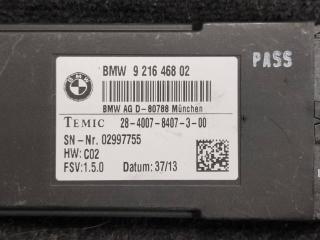 BMW 9 216 468 02
PASS
BMW AG D-80788 München
TEMIC 28-4007-8407-3-00
SN-Nr. 02997755
HW: C02
FSV:1.5.0 Datum: 37/13